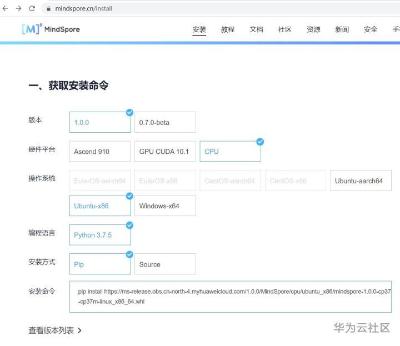 mindspore.cn/install
[M]ˢ MindSpore 安装 教程 文档 社区 资源 新闻 安全
一、获取安装命令
版本 1.0.0 0.7.0-beta
硬件平台 Ascend 910 GPU CUDA 10.1 CPU
操作系统 EulerOS-aarch64 EulerOS-x86 CentOS-aarch64 CentOS-x86 Ubuntu-aarch64
Ubuntu-x86 Windows-x64
编程语言 Python 3.7.5
安装方式 Pip Source
安装命令 pip install https://ms-release.obs.cn-north-4.myhuaweicloud.com/1.0.0/MindSpore/cpu/ubuntu_x86/mindspore-1.0.0-cp37
-cp37m-linux_x86_64.whl
查看版本列表 >
华为云社区